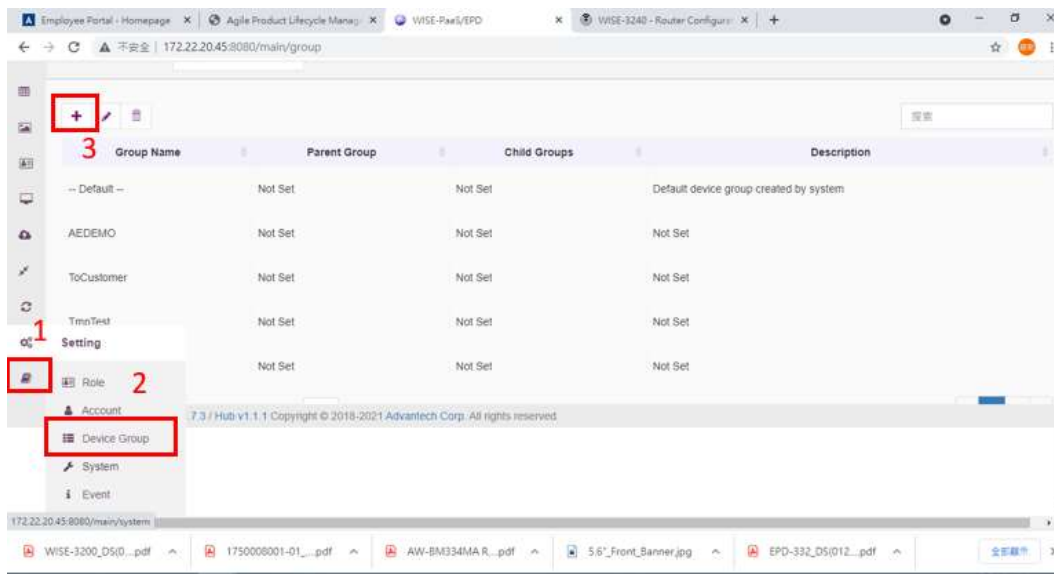 Employee Portal - Homepage
Agile Product Lifecycle Manag
WISE-PaaS/EPD
WISE-3240 - Router Configura
不安全 | 172.22.20.45:8080/main/group
搜索
3
Group Name Parent Group Child Groups Description
-- Default -- Not Set Not Set Default device group created by system
AEDEMO Not Set Not Set Not Set
ToCustomer Not Set Not Set Not Set
TmpTest Not Set Not Set Not Set
1
Setting
Not Set Not Set Not Set
Role
2
Account
7.3 / Hub v1.1.1 Copyright © 2018-2021 Advantech Corp. All rights reserved
Device Group
System
Event
172.22.20.45:8080/main/system
WISE-3200_DS(0....pdf
1750008001-01_....pdf
AW-BM334MA R....pdf
5.6"_Front_Banner.jpg
EPD-332_DS(012....pdf
全部顯示